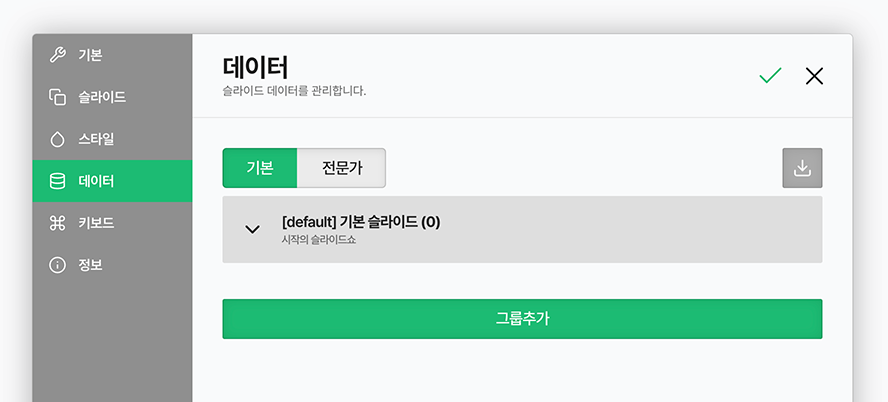 기본
슬라이드
스타일
데이터
키보드
정보
데이터
슬라이드 데이터를 관리합니다.
기본
전문가
[default] 기본 슬라이드 (0)
시작의 슬라이드쇼
그룹추가